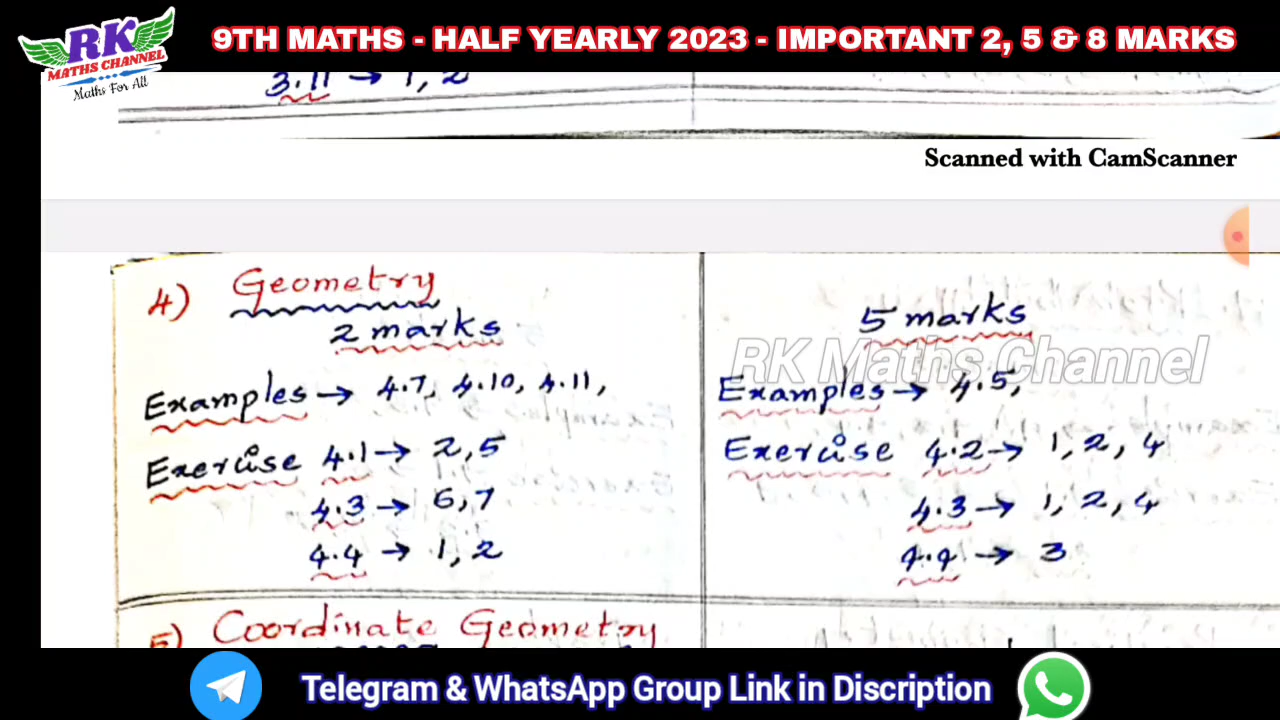 RK
MATHS CHANNEL
Maths For All
9TH MATHS - HALF YEARLY 2023 - IMPORTANT 2, 5 & 8 MARKS
3.11 → 1, 2
Scanned with CamScanner
4) Geometry
2 marks
Examples → 4.7, 4.10, 4.11,
Exercise 4.1 → 2, 5
4.3 → 6, 7
4.4 → 1, 2
5 marks
RK Maths Channel
Examples → 4.5,
Exercise 4.2 → 1, 2, 4
4.3 → 1, 2, 4
4.4 → 3
5) Coordinate Geometry
Telegram & WhatsApp Group Link in Discription